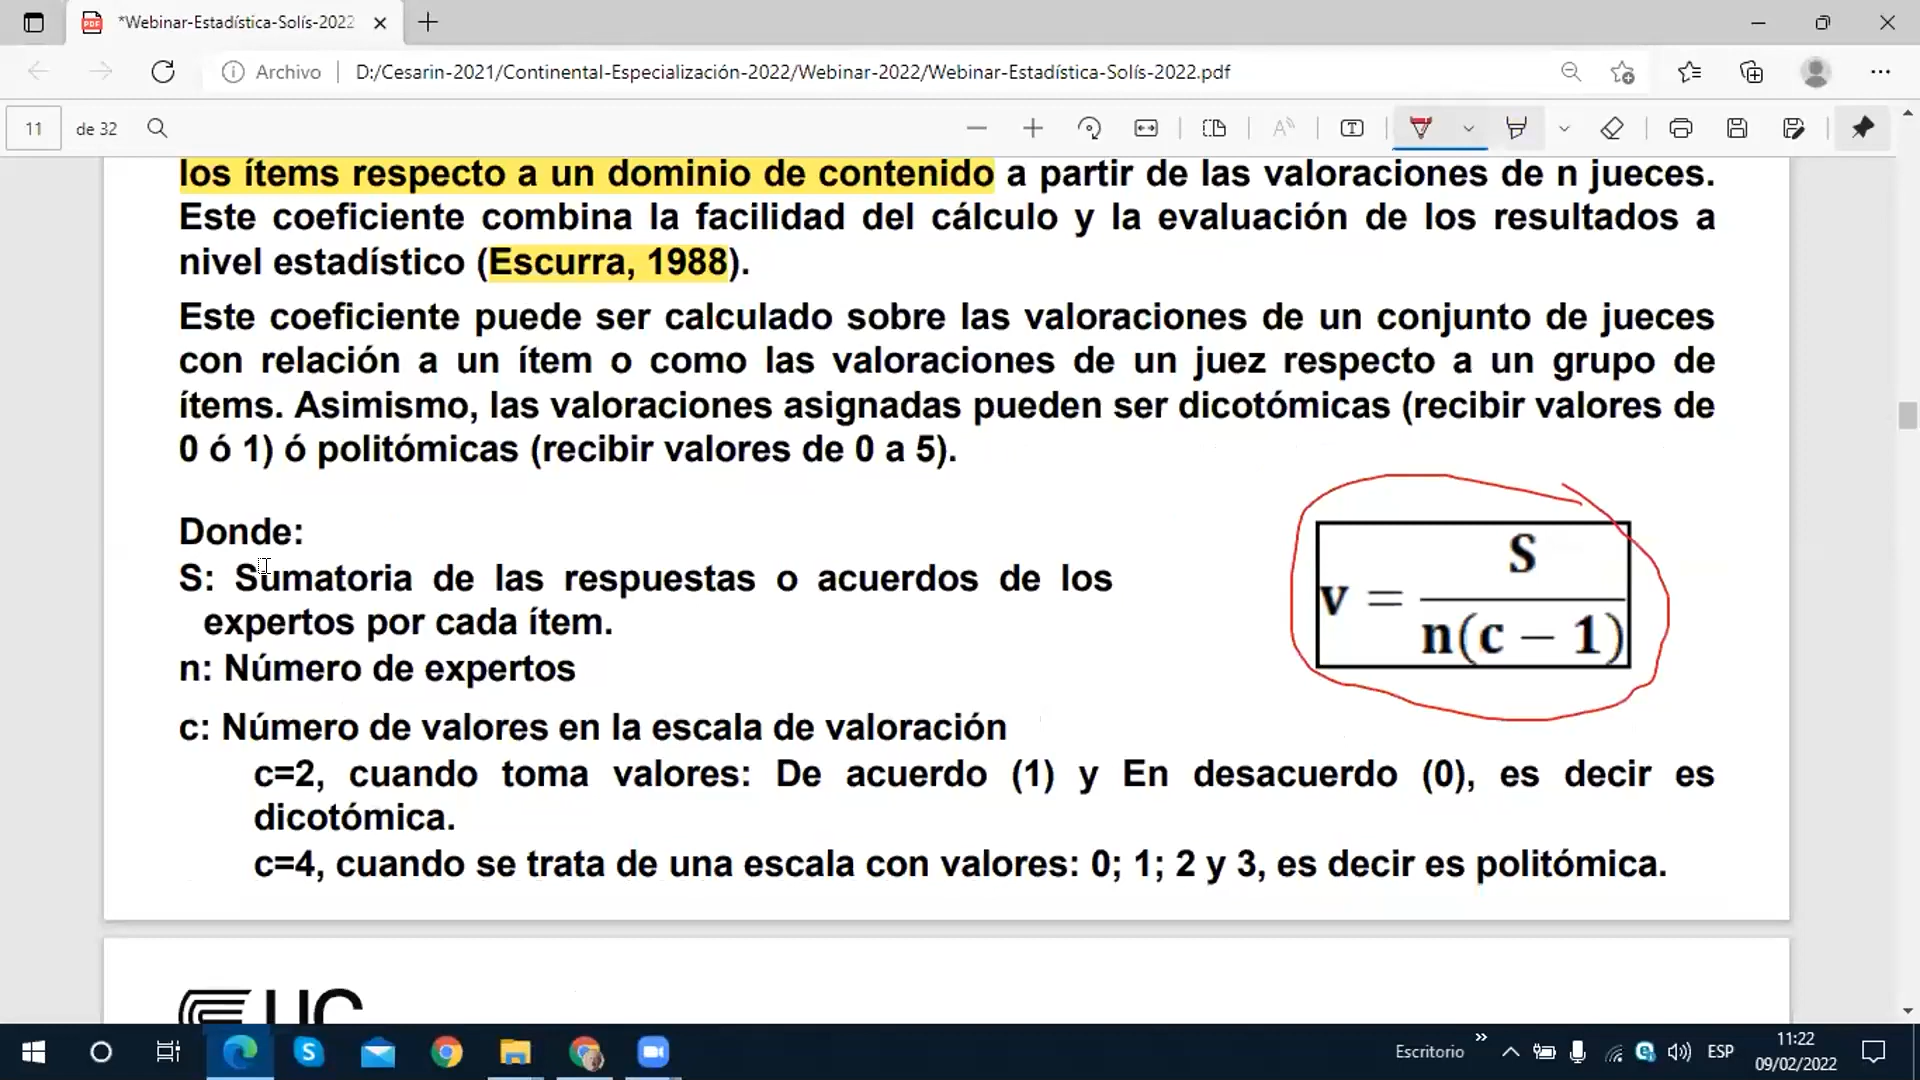 *Webinar-Estadística-Solís-2022
Archivo
D:/Cesarin-2021/Continental-Especialización-2022/Webinar-2022/Webinar-Estadística-Solís-2022.pdf
11 de 32
los ítems respecto a un dominio de contenido a partir de las valoraciones de n jueces.
Este coeficiente combina la facilidad del cálculo y la evaluación de los resultados a
nivel estadístico (Escurra, 1988).
Este coeficiente puede ser calculado sobre las valoraciones de un conjunto de jueces
con relación a un ítem o como las valoraciones de un juez respecto a un grupo de
ítems. Asimismo, las valoraciones asignadas pueden ser dicotómicas (recibir valores de
0 ó 1) ó politómicas (recibir valores de 0 a 5).
Donde:
S: Sumatoria de las respuestas o acuerdos de los
expertos por cada ítem.
n: Número de expertos
v = S / n(c − 1)
c: Número de valores en la escala de valoración
c=2, cuando toma valores: De acuerdo (1) y En desacuerdo (0), es decir es
dicotómica.
c=4, cuando se trata de una escala con valores: 0; 1; 2 y 3, es decir es politómica.
UC
Escritorio
ESP
11:22
09/02/2022